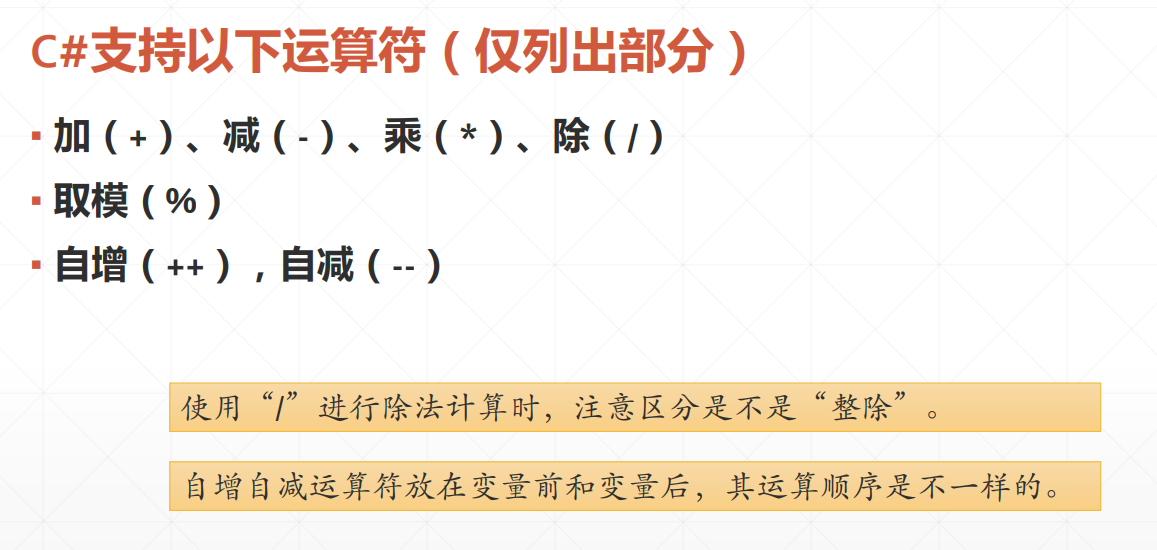 C#支持以下运算符（仅列出部分）
▪ 加（+）、减（-）、乘（*）、除（/）
▪ 取模（%）
▪ 自增（++），自减（--）
使用“/”进行除法计算时，注意区分是不是“整除”。
自增自减运算符放在变量前和变量后，其运算顺序是不一样的。